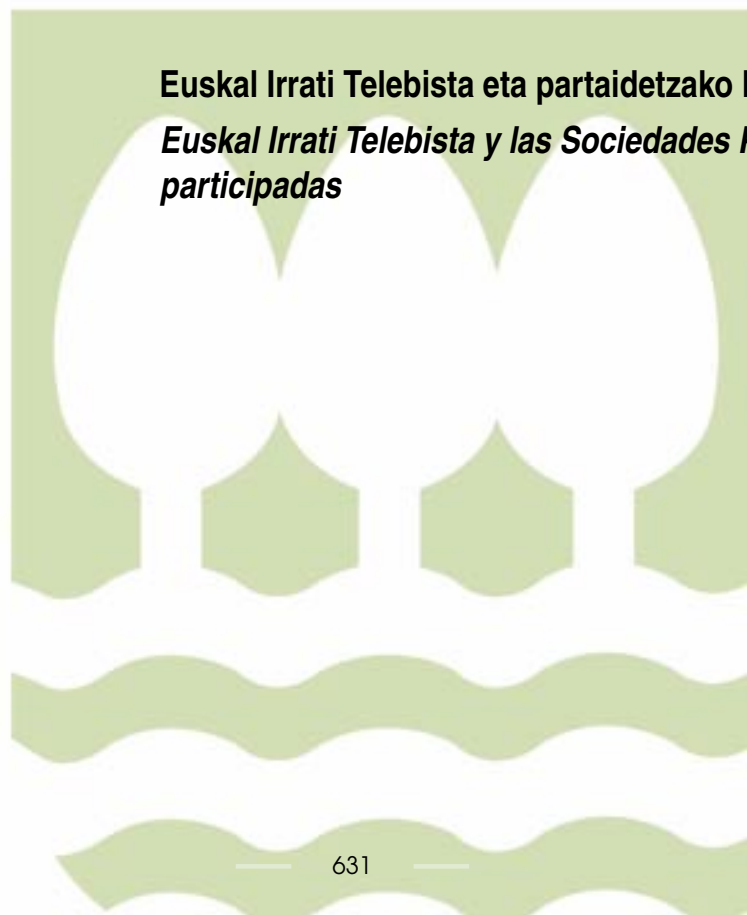 Euskal Irrati Telebista eta partaidetzako
Euskal Irrati Telebista y las Sociedades
participadas
631